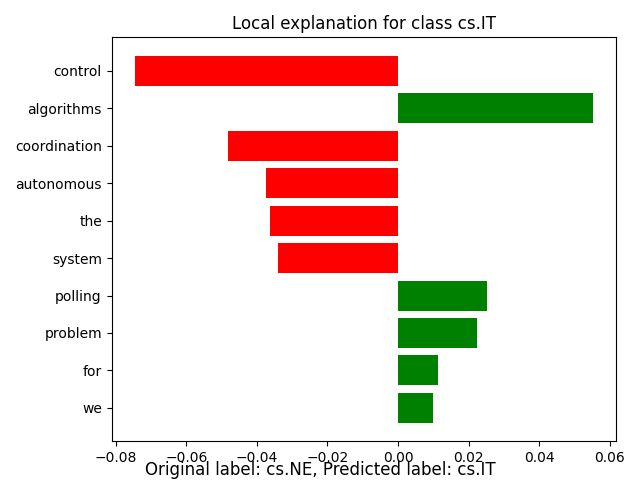 Local explanation for class cs.IT
control
algorithms
coordination
autonomous
the
system
polling
problem
for
we
−0.08 −0.06 −0.04 −0.02 0.00 0.02 0.04 0.06
Original label: cs.NE, Predicted label: cs.IT